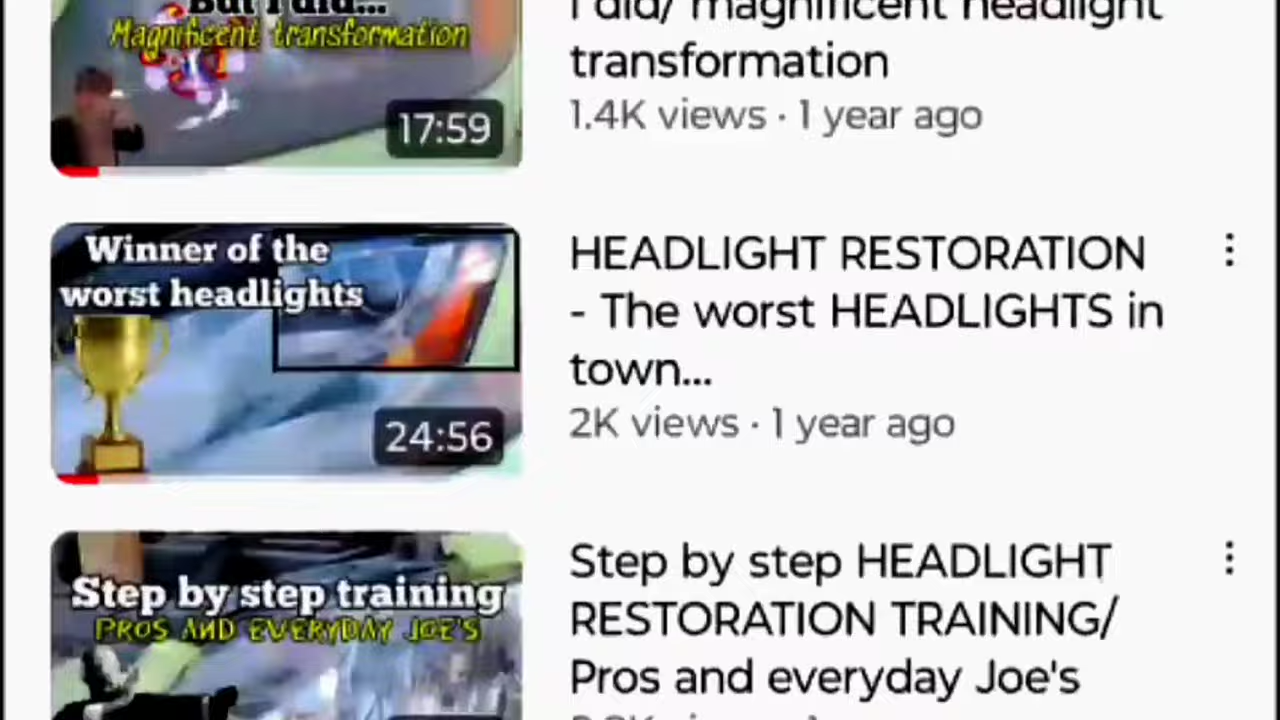 But I did...
Magnificent transformation
17:59
I did/ magnificent headlight
transformation
1.4K views · 1 year ago
Winner of the
worst headlights
24:56
HEADLIGHT RESTORATION
- The worst HEADLIGHTS in
town...
2K views · 1 year ago
Step by step training
PROS AND EVERYDAY JOE'S
Step by step HEADLIGHT
RESTORATION TRAINING/
Pros and everyday Joe's